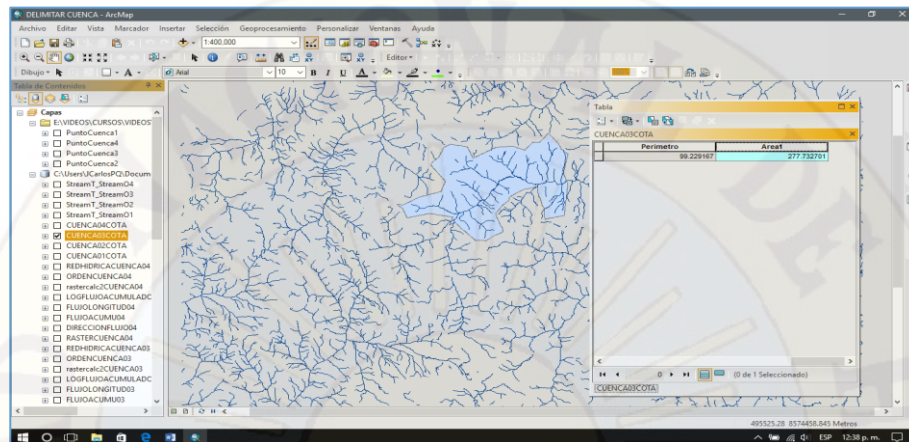 DELIMITAR CUENCA - ArcMap
Archivo Editar Vista Marcador Insertar Selección Geoprocesamiento Personalizar Ventanas Ayuda
1:400,000
Editor
Dibujo
A
Arial
10
B I U A
Tabla de Contenidos
Capas
E:\VIDEOS\CURSOS\VIDEOS
PuntoCuenca1
PuntoCuenca4
PuntoCuenca3
PuntoCuenca2
C:\Users\JCarlosPQ\Docum
StreamT_StreamO4
StreamT_StreamO3
StreamT_StreamO2
StreamT_StreamO1
CUENCA04COTA
CUENCA03COTA
CUENCA02COTA
CUENCA01COTA
REDHIDRICACUENCA04
ORDENCUENCA04
rastercalc2CUENCA04
LOGFLUJOACUMULADC
FLUJOLONGITUD04
FLUJOACUMU04
DIRECCIONFLUJO04
RASTERCUENCA04
REDHIDRICACUENCA03
ORDENCUENCA03
rastercalc2CUENCA03
LOGFLUJOACUMULADC
FLUJOLONGITUD03
FLUJOACUMU03
Tabla
CUENCA03COTA
Perimetro Area1
99.229167 277.732701
0
(0 de 1 Seleccionado)
CUENCA03COTA
495525.28 8574458.845 Metros
ESP 12:38 p. m.